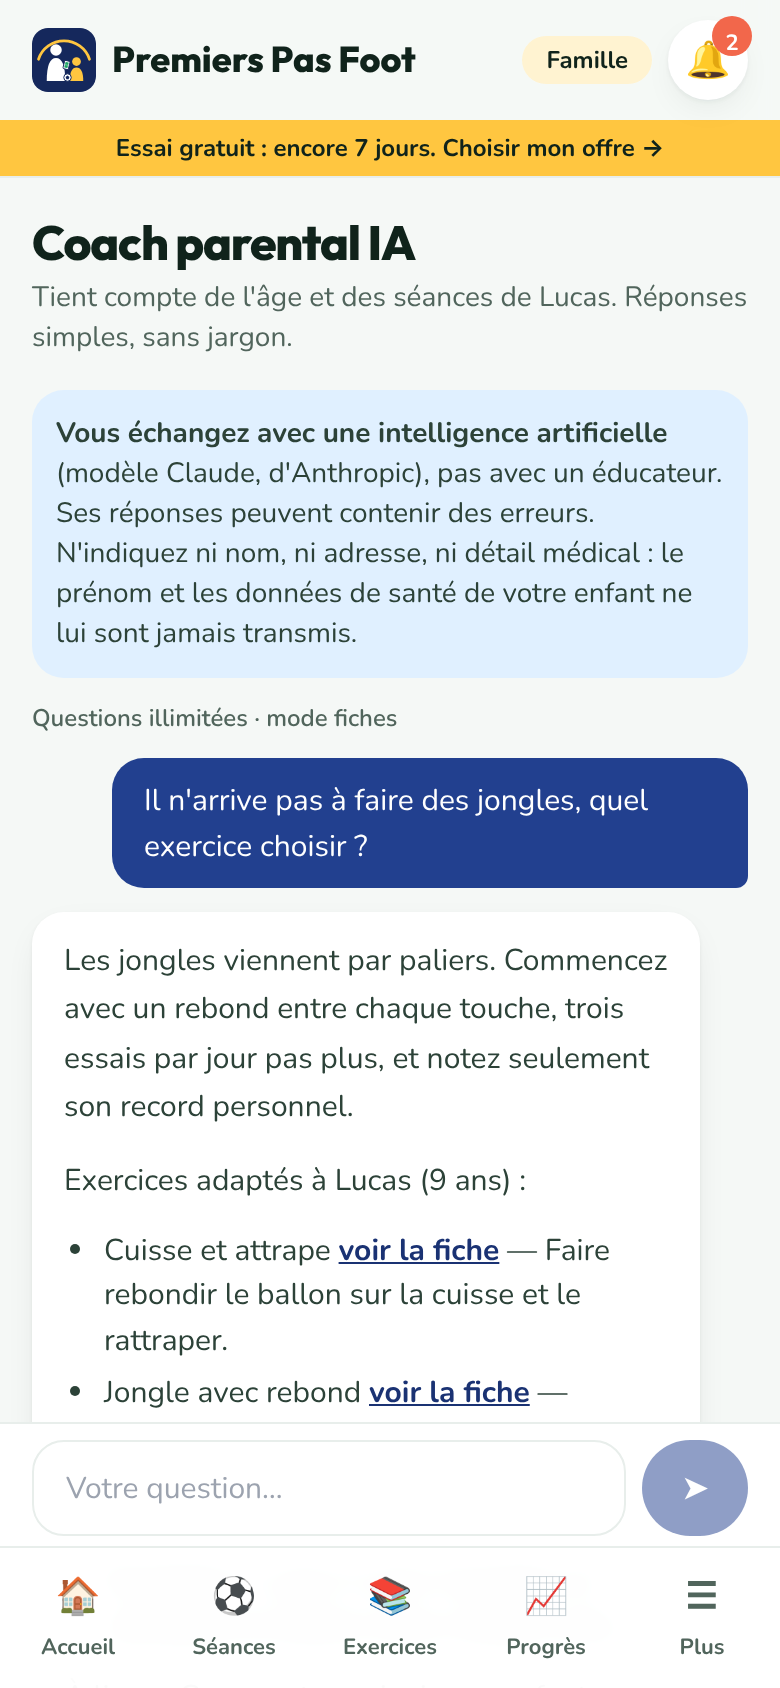 Premiers Pas Foot
Famille
2
Essai gratuit : encore 7 jours. Choisir mon offre →
Coach parental IA
Tient compte de l'âge et des séances de Lucas. Réponses
simples, sans jargon.
Vous échangez avec une intelligence artificielle
(modèle Claude, d'Anthropic), pas avec un éducateur.
Ses réponses peuvent contenir des erreurs.
N'indiquez ni nom, ni adresse, ni détail médical : le
prénom et les données de santé de votre enfant ne
lui sont jamais transmis.
Questions illimitées · mode fiches
Il n'arrive pas à faire des jongles, quel
exercice choisir ?
Les jongles viennent par paliers. Commencez
avec un rebond entre chaque touche, trois
essais par jour pas plus, et notez seulement
son record personnel.
Exercices adaptés à Lucas (9 ans) :
• Cuisse et attrape voir la fiche — Faire
rebondir le ballon sur la cuisse et le
rattraper.
• Jongle avec rebond voir la fiche —
Votre question...
Accueil
Séances
Exercices
Progrès
Plus